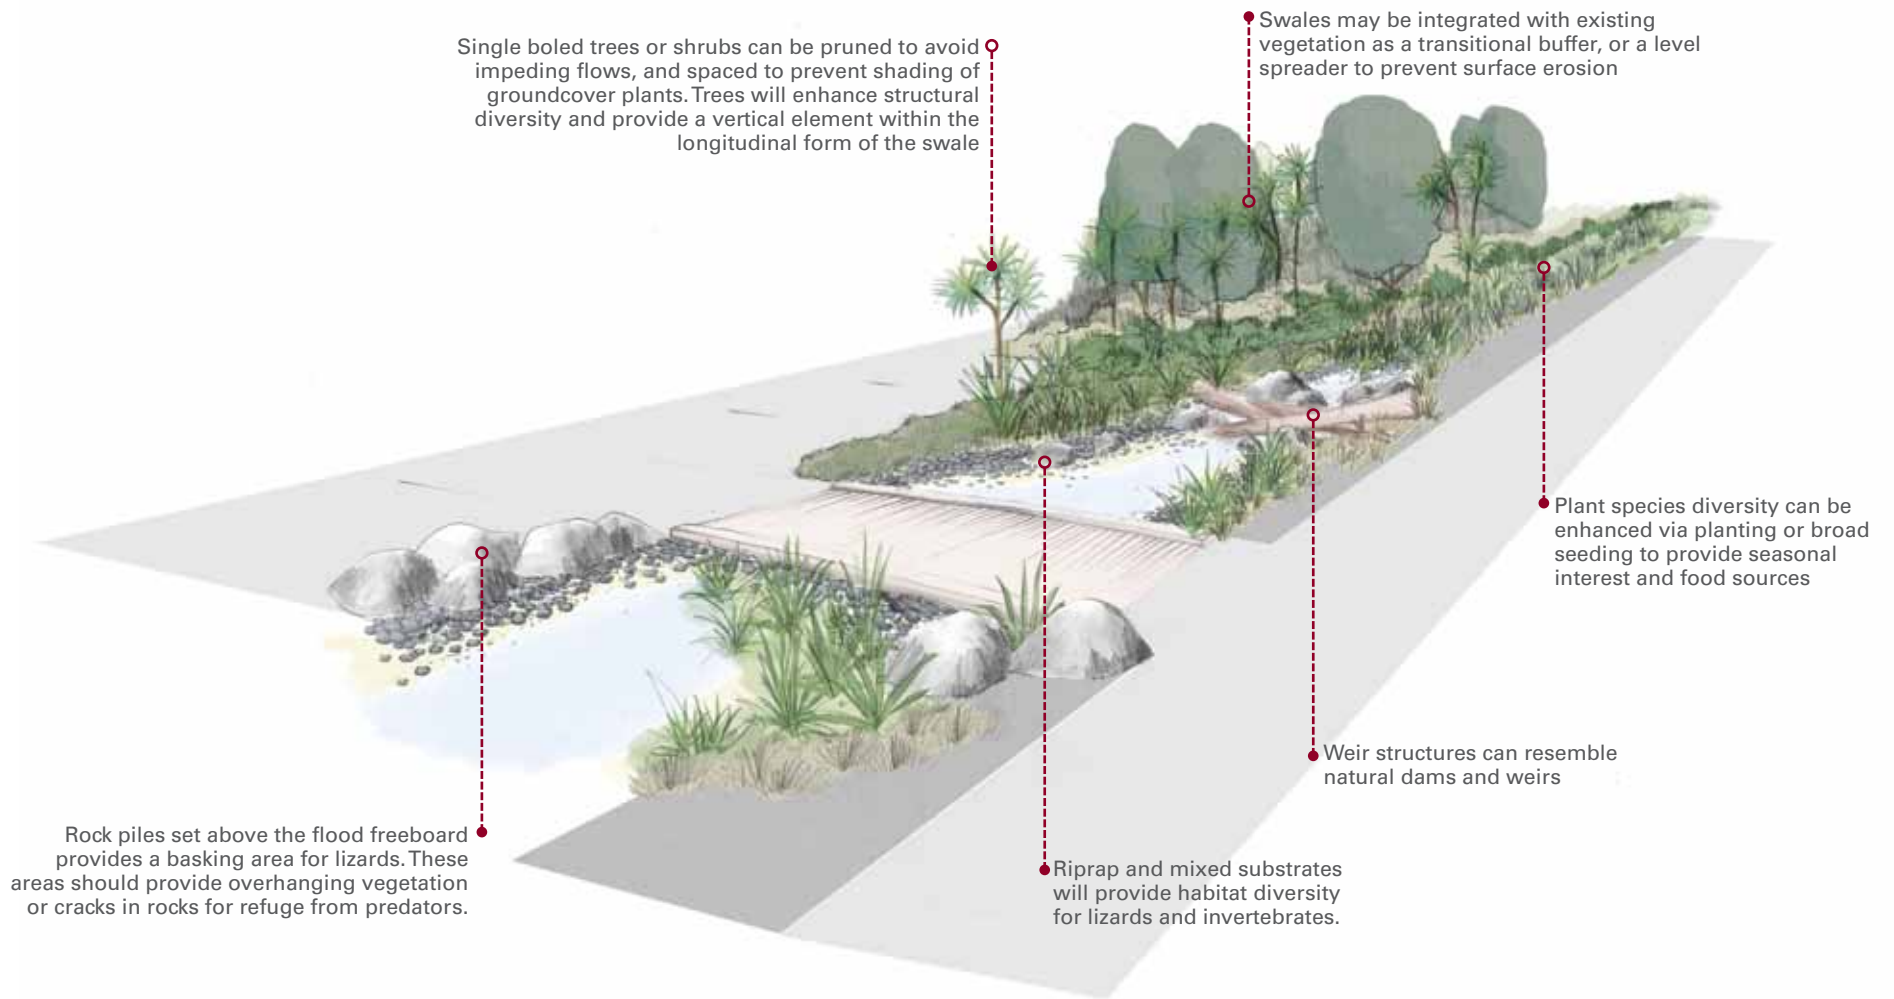 Single boled trees or shrubs can be pruned to avoid
impeding flows, and spaced to prevent shading of
groundcover plants. Trees will enhance structural
diversity and provide a vertical element within the
longitudinal form of the swale
Swales may be integrated with existing
vegetation as a transitional buffer, or a level
spreader to prevent surface erosion
Plant species diversity can be
enhanced via planting or broad
seeding to provide seasonal
interest and food sources
Weir structures can resemble
natural dams and weirs
Rock piles set above the flood freeboard
provides a basking area for lizards. These
areas should provide overhanging vegetation
or cracks in rocks for refuge from predators.
Riprap and mixed substrates
will provide habitat diversity
for lizards and invertebrates.